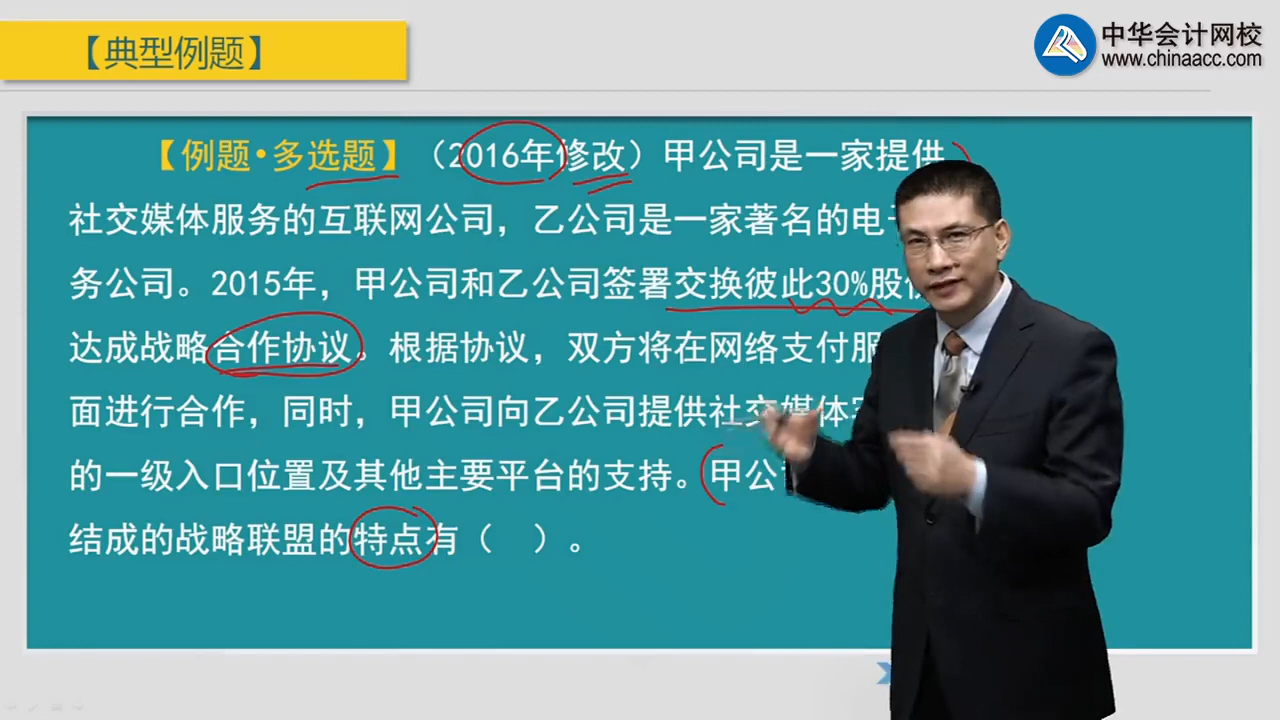 【典型例题】
中华会计网校
www.chinaacc.com
【例题·多选题】（2016年修改）甲公司是一家提供
社交媒体服务的互联网公司，乙公司是一家著名的电
务公司。2015年，甲公司和乙公司签署交换彼此30%股
达成战略合作协议。根据协议，双方将在网络支付服
面进行合作，同时，甲公司向乙公司提供社交媒体
的一级入口位置及其他主要平台的支持。甲公
结成的战略联盟的特点有（ ）。